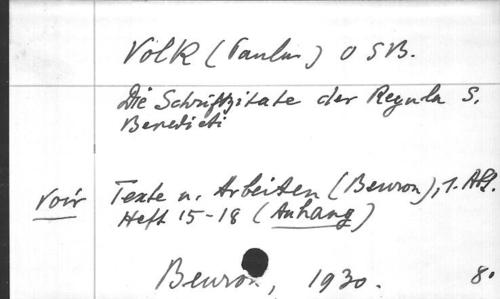 Volk (Paulus) OSB.
Die Schriftzitate der Regula S.
Benedicti
voir Texte u. Arbeiten (Beuron), 1. Abt.
Heft 15-18 (Anhang)
Beuron, 1930. 8°